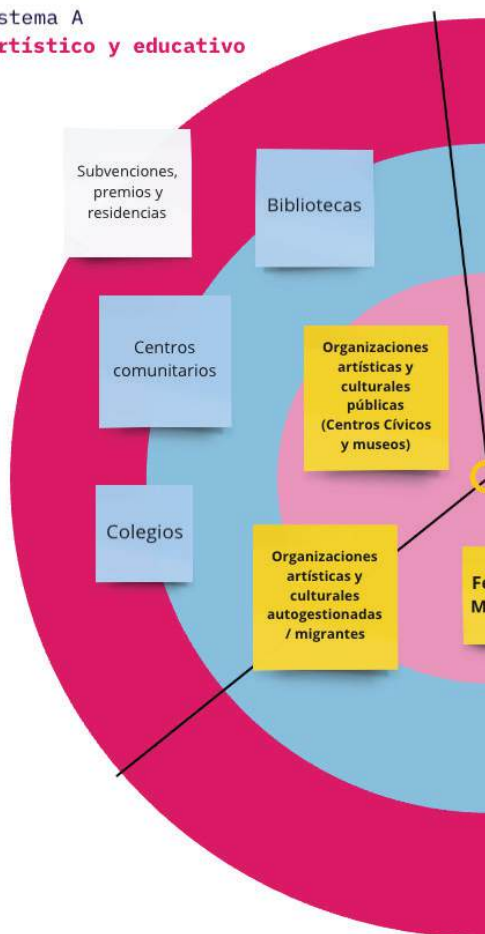 stema A
rtístico y educativo
Subvenciones,
premios y
residencias
Bibliotecas
Centros
comunitarios
Organizaciones
artísticas y
culturales
públicas
(Centros Cívicos
y museos)
Colegios
Organizaciones
artísticas y
culturales
autogestionadas
/ migrantes